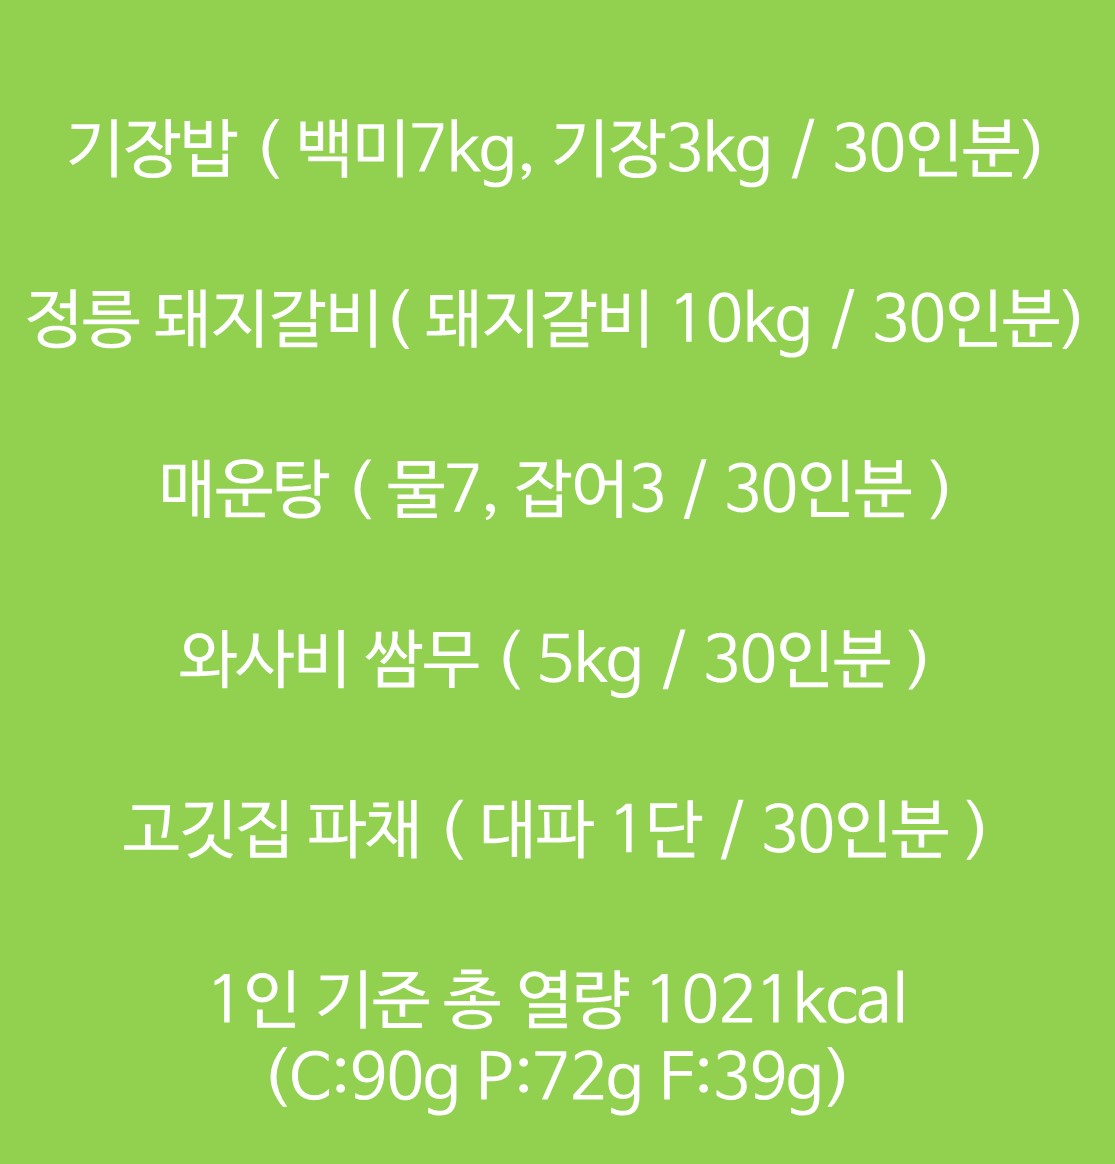 기장밥 ( 백미7kg, 기장3kg / 30인분)
정릉 돼지갈비( 돼지갈비 10kg / 30인분)
매운탕 ( 물7, 잡어3 / 30인분 )
와사비 쌈무 ( 5kg / 30인분 )
고깃집 파채 ( 대파 1단 / 30인분 )
1인 기준 총 열량 1021kcal
(C:90g P:72g F:39g)